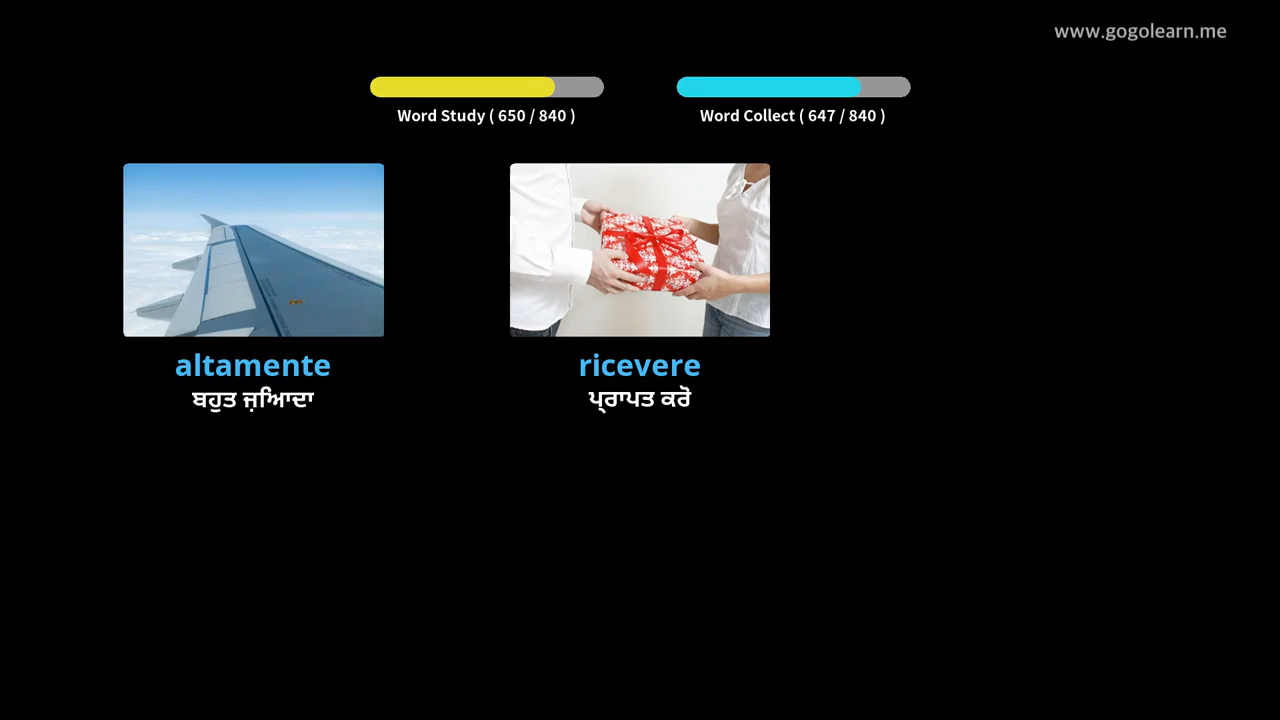 www.gogolearn.me
Word Study ( 650 / 840 )
Word Collect ( 647 / 840 )
altamente
ਬਹੁਤ ਜ਼ਿਆਦਾ
ricevere
ਪ੍ਰਾਪਤ ਕਰੋ